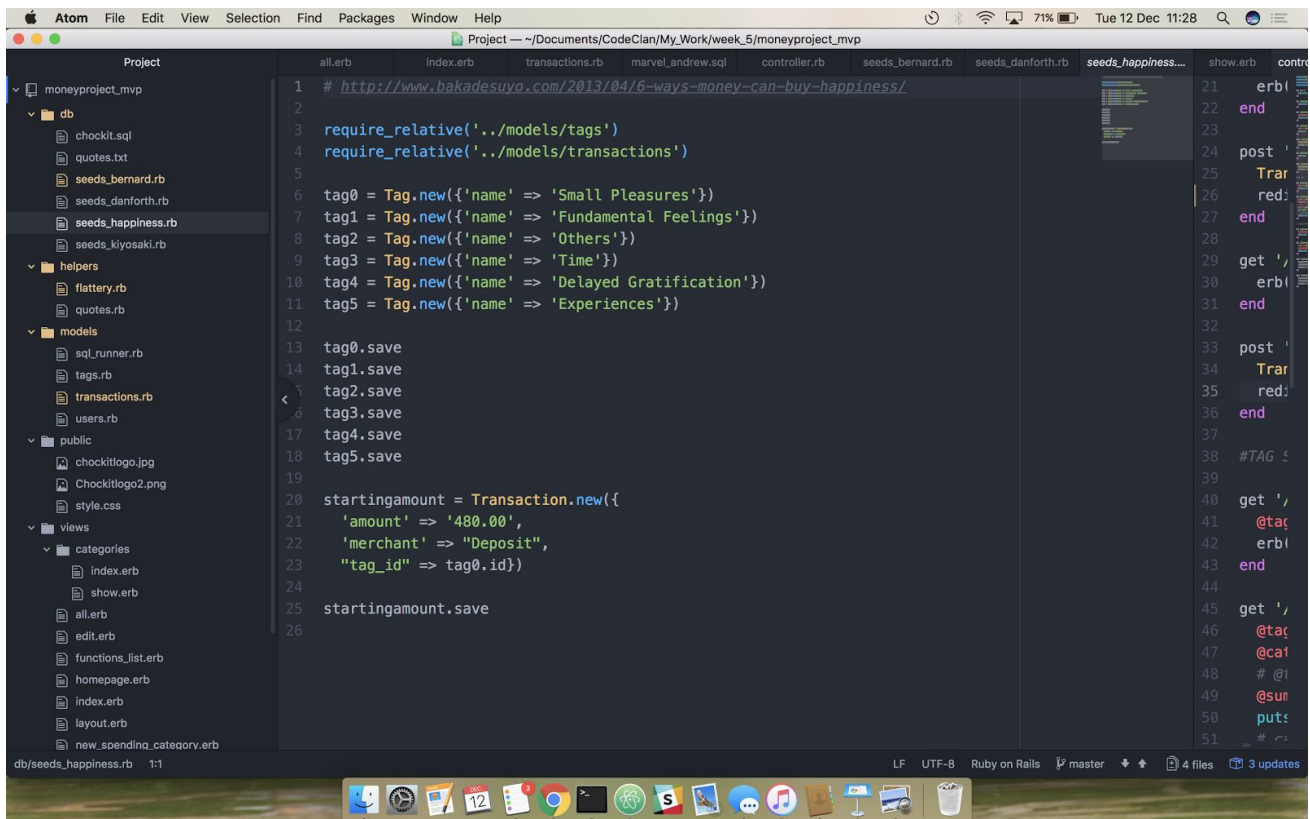 Atom File Edit View Selection Find Packages Window Help 71% Tue 12 Dec 11:28
Project — ~/Documents/CodeClan/My_Work/week_5/moneyproject_mvp
Project
moneyproject_mvp
db
chockit.sql
quotes.txt
seeds_bernard.rb
seeds_danforth.rb
seeds_happiness.rb
seeds_kiyosaki.rb
helpers
flattery.rb
quotes.rb
models
sql_runner.rb
tags.rb
transactions.rb
users.rb
public
chockitlogo.jpg
Chockitlogo2.png
style.css
views
categories
index.erb
show.erb
all.erb
edit.erb
functions_list.erb
homepage.erb
index.erb
layout.erb
new_spending_category.erb
all.erb index.erb transactions.rb marvel_andrew.sql controller.rb seeds_bernard.rb seeds_danforth.rb seeds_happiness.... show.erb contro
1 # http://www.bakadesuyo.com/2013/04/6-ways-money-can-buy-happiness/
2
3 require_relative('../models/tags')
4 require_relative('../models/transactions')
5
6 tag0 = Tag.new({'name' => 'Small Pleasures'})
7 tag1 = Tag.new({'name' => 'Fundamental Feelings'})
8 tag2 = Tag.new({'name' => 'Others'})
9 tag3 = Tag.new({'name' => 'Time'})
10 tag4 = Tag.new({'name' => 'Delayed Gratification'})
11 tag5 = Tag.new({'name' => 'Experiences'})
12
13 tag0.save
14 tag1.save
5 tag2.save
6 tag3.save
17 tag4.save
18 tag5.save
19
20 startingamount = Transaction.new({
21 'amount' => '480.00',
22 'merchant' => "Deposit",
23 "tag_id" => tag0.id})
24
25 startingamount.save
26
21 erb(
22 end
23
24 post '
25 Tran
26 redi
27 end
28
29 get '/
30 erb(
31 end
32
33 post '
34 Tran
35 redi
36 end
37
38 #TAG S
39
40 get '/
41 @tag
42 erb(
43 end
44
45 get '/
46 @tag
47 @cat
48 # @t
49 @sum
50 puts
51
db/seeds_happiness.rb 1:1 LF UTF-8 Ruby on Rails master 4 files 3 updates
DEC
12
3
S